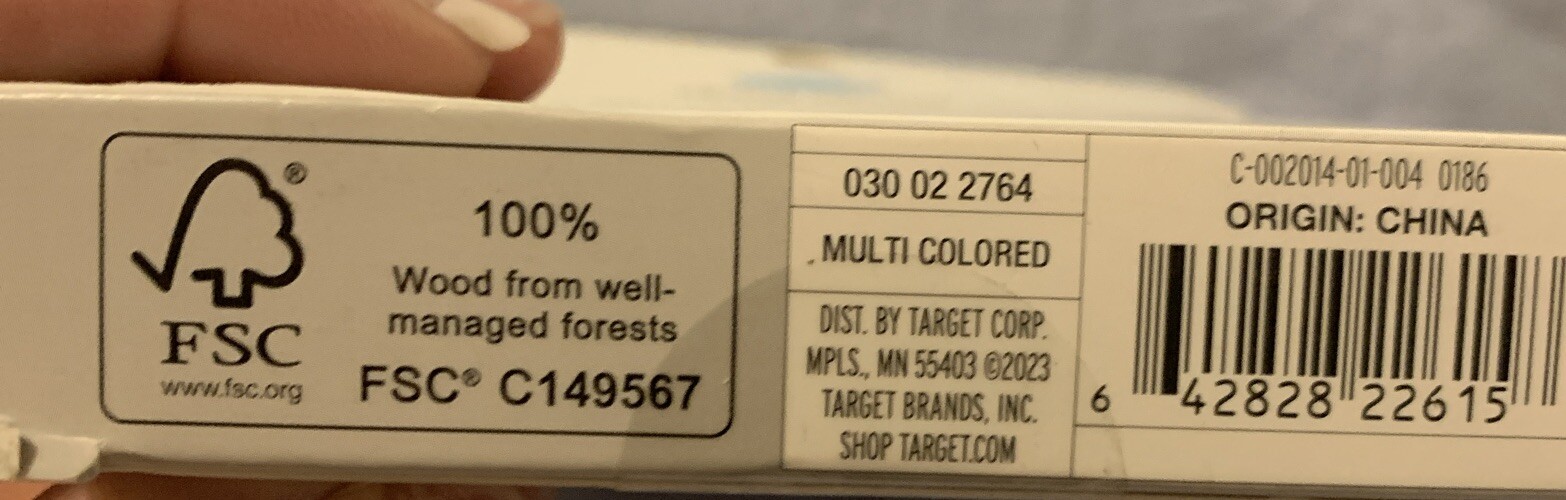 ®
100%
Wood from well-
managed forests
FSC
www.fsc.org
FSC® C149567
030 02 2764
MULTI COLORED
DIST. BY TARGET CORP.
MPLS., MN 55403 ©2023
TARGET BRANDS, INC.
SHOP TARGET.COM
C-002014-01-004 0186
ORIGIN: CHINA
6 42828 22615